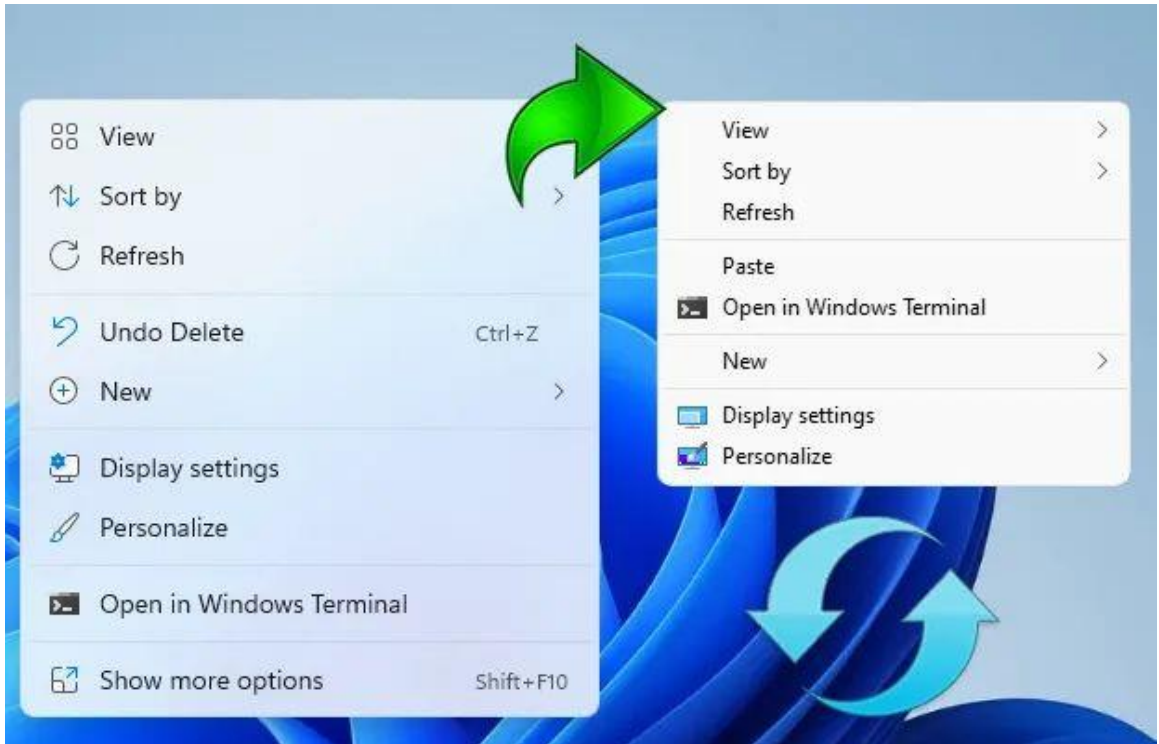 View
Sort by
Refresh
Undo Delete Ctrl+Z
New
Display settings
Personalize
Open in Windows Terminal
Show more options Shift+F10
View
Sort by
Refresh
Paste
Open in Windows Terminal
New
Display settings
Personalize